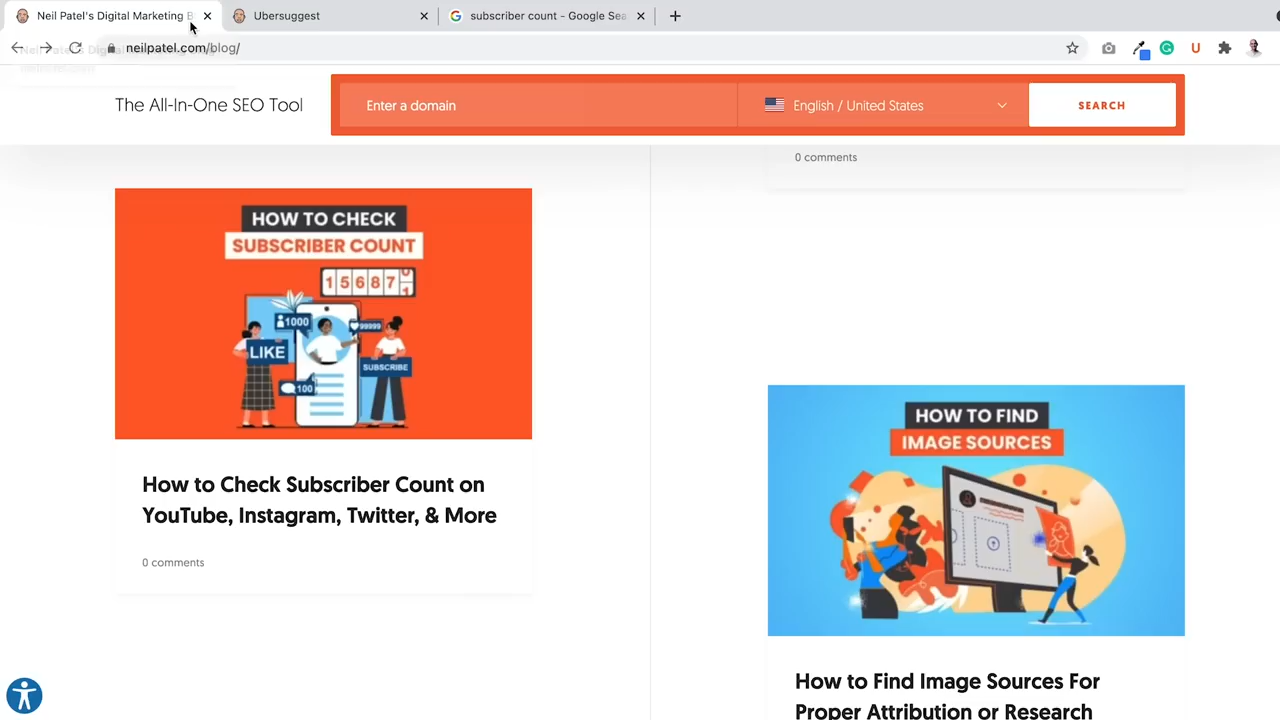 Neil Patel's Digital Marketing B
Ubersuggest
subscriber count - Google Sea
neilpatel.com/blog/
The All-In-One SEO Tool
Enter a domain
English / United States
SEARCH
0 comments
HOW TO CHECK
SUBSCRIBER COUNT
15687
1000
99999
LIKE
SUBSCRIBE
100
How to Check Subscriber Count on
YouTube, Instagram, Twitter, & More
0 comments
HOW TO FIND
IMAGE SOURCES
How to Find Image Sources For
Proper Attribution or Research